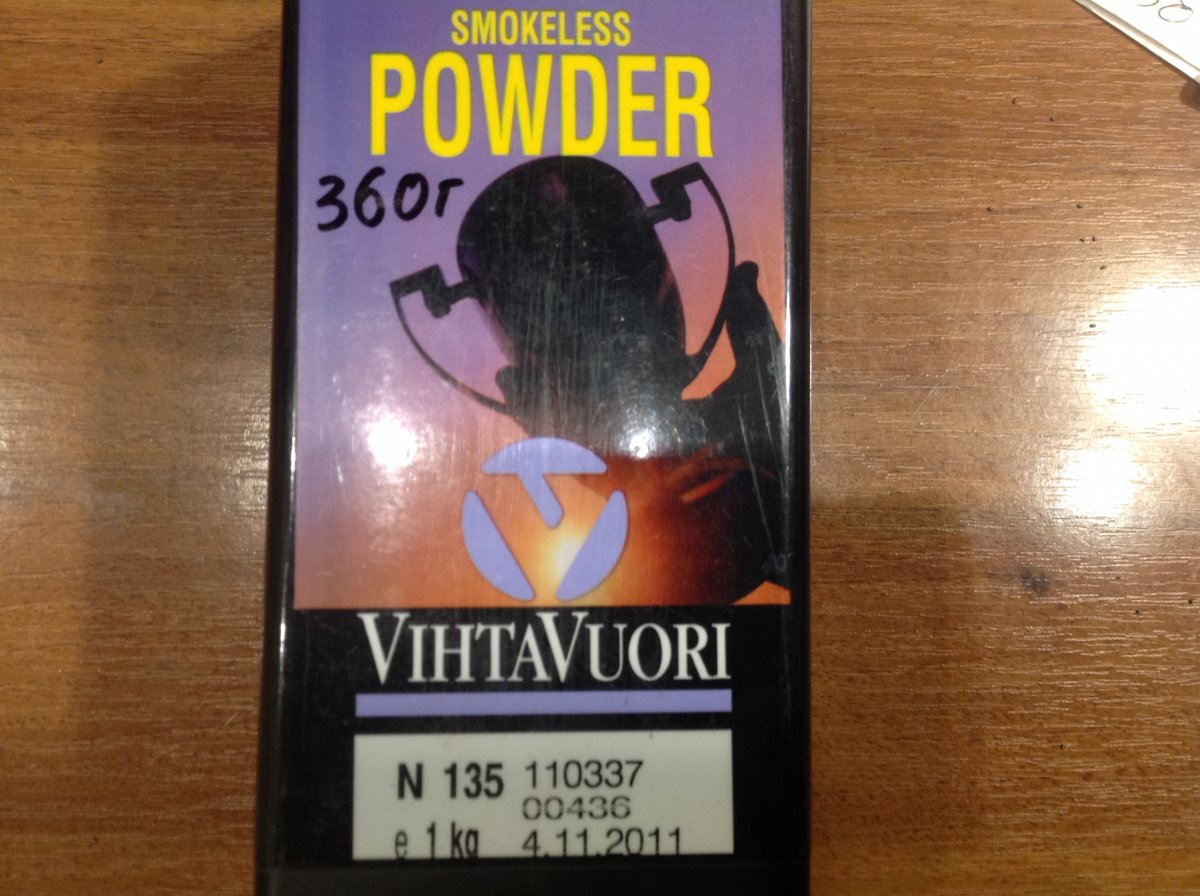 SMOKELESS
POWDER
360г
VIHTAVUORI
N 135 110337
00436
e 1 kg 4.11.2011